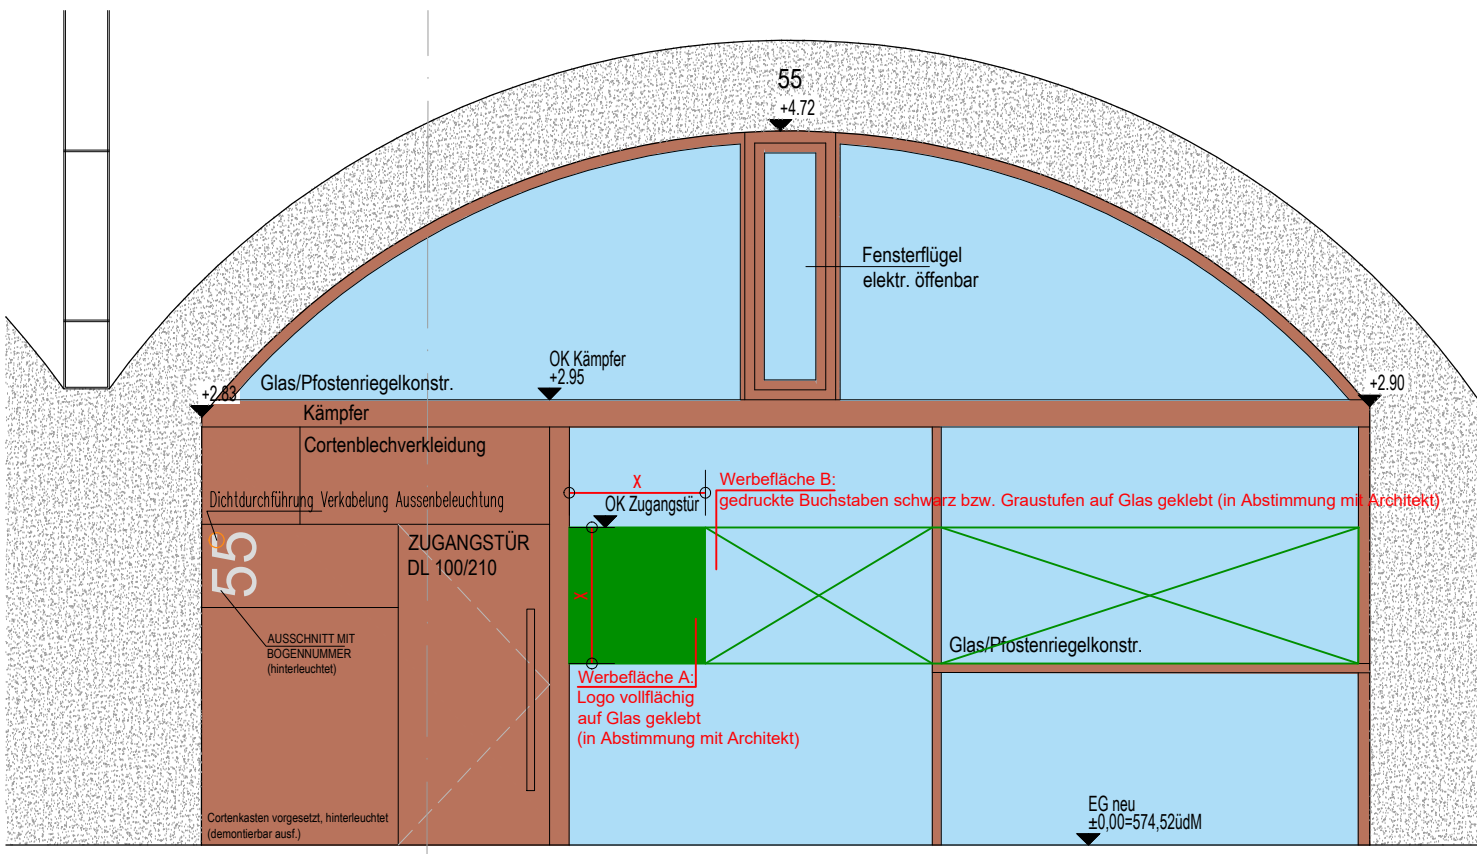 55
+4.72
Fensterflügel
elektr. öffenbar
OK Kämpfer
+2.95
Glas/Pfostenriegelkonstr.
+2.83
+2.90
Kämpfer
Cortenblechverkleidung
Dichtdurchführung Verkabelung Aussenbeleuchtung
X
OK Zugangstür
Werbefläche B:
gedruckte Buchstaben schwarz bzw. Graustufen auf Glas geklebt (in Abstimmung mit Architekt)
55
ZUGANGSTÜR
DL 100/210
X
AUSSCHNITT MIT
BOGENNUMMER
(hinterleuchtet)
Glas/Pfostenriegelkonstr.
Werbefläche A:
Logo vollflächig
auf Glas geklebt
(in Abstimmung mit Architekt)
Cortenkasten vorgesetzt, hinterleuchtet
(demontierbar ausf.)
EG neu
±0,00=574,52üdM